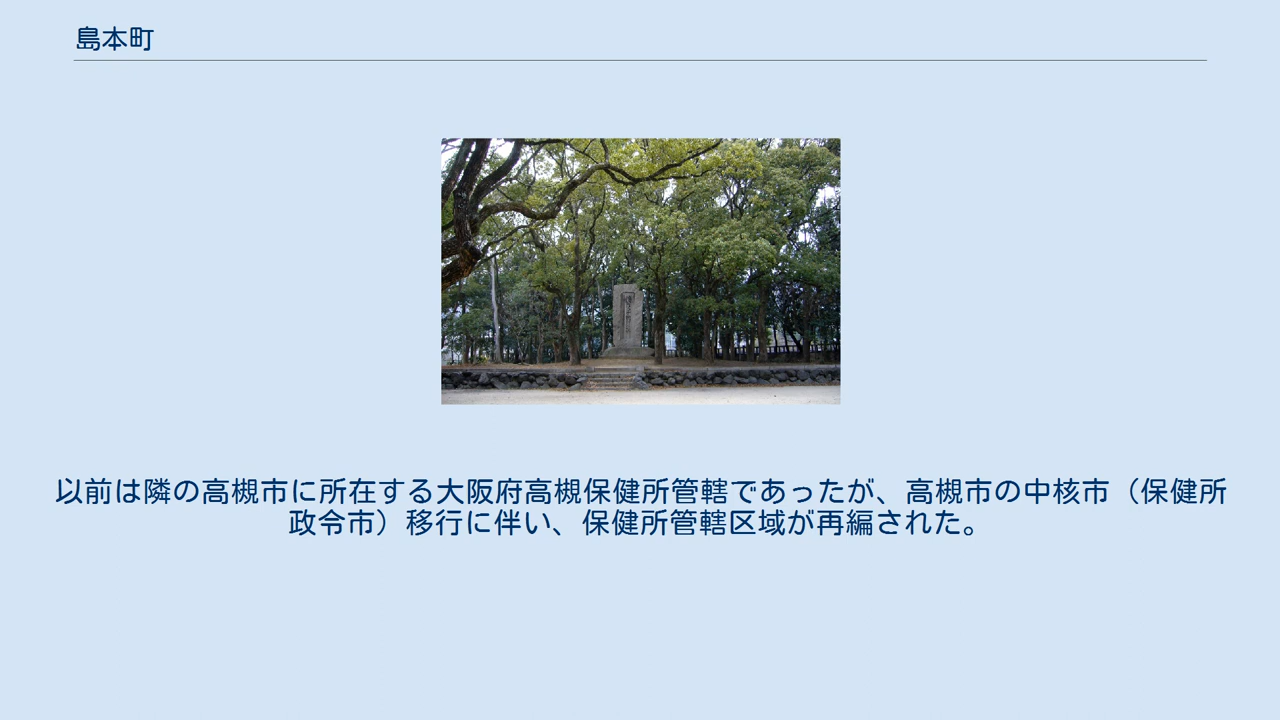 島本町
以前は隣の高槻市に所在する大阪府高槻保健所管轄であったが、高槻市の中核市（保健所
政令市）移行に伴い、保健所管轄区域が再編された。